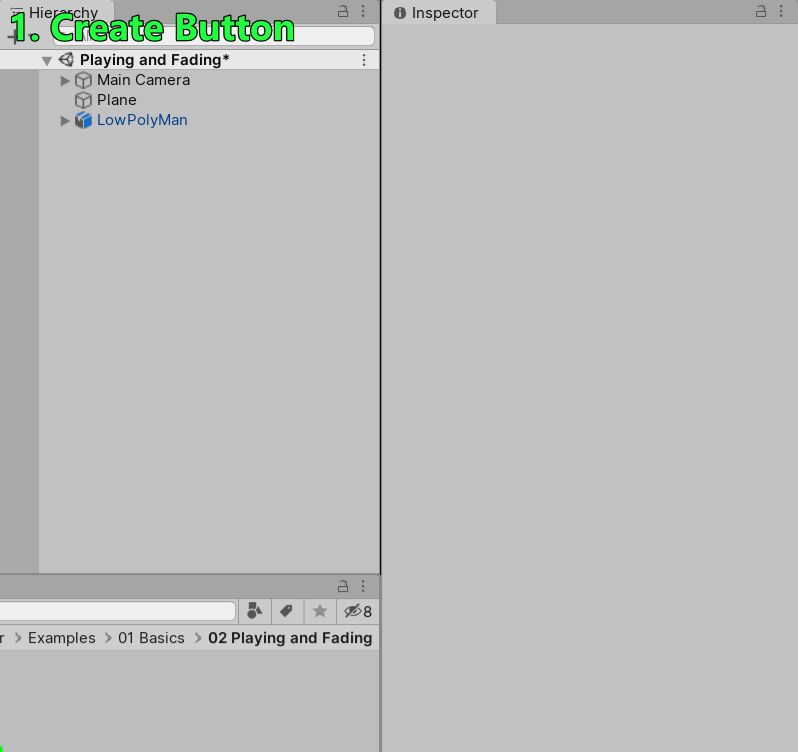 Hierarchy
Inspector
1. Create Button
Playing and Fading*
Main Camera
Plane
LowPolyMan
8
r > Examples > 01 Basics > 02 Playing and Fading